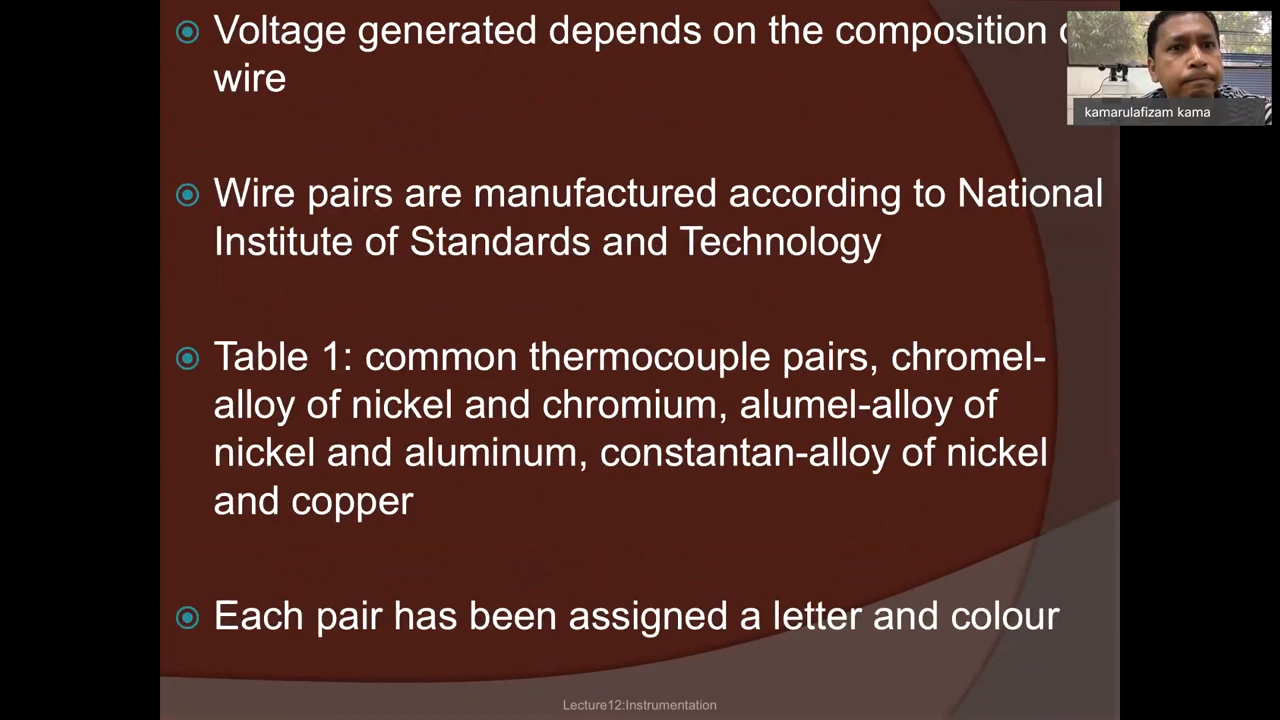 Voltage generated depends on the composition
wire
Wire pairs are manufactured according to National
Institute of Standards and Technology
Table 1: common thermocouple pairs, chromel-
alloy of nickel and chromium, alumel-alloy of
nickel and aluminum, constantan-alloy of nickel
and copper
Each pair has been assigned a letter and colour
kamarulafizam kama
Lecture12:Instrumentation